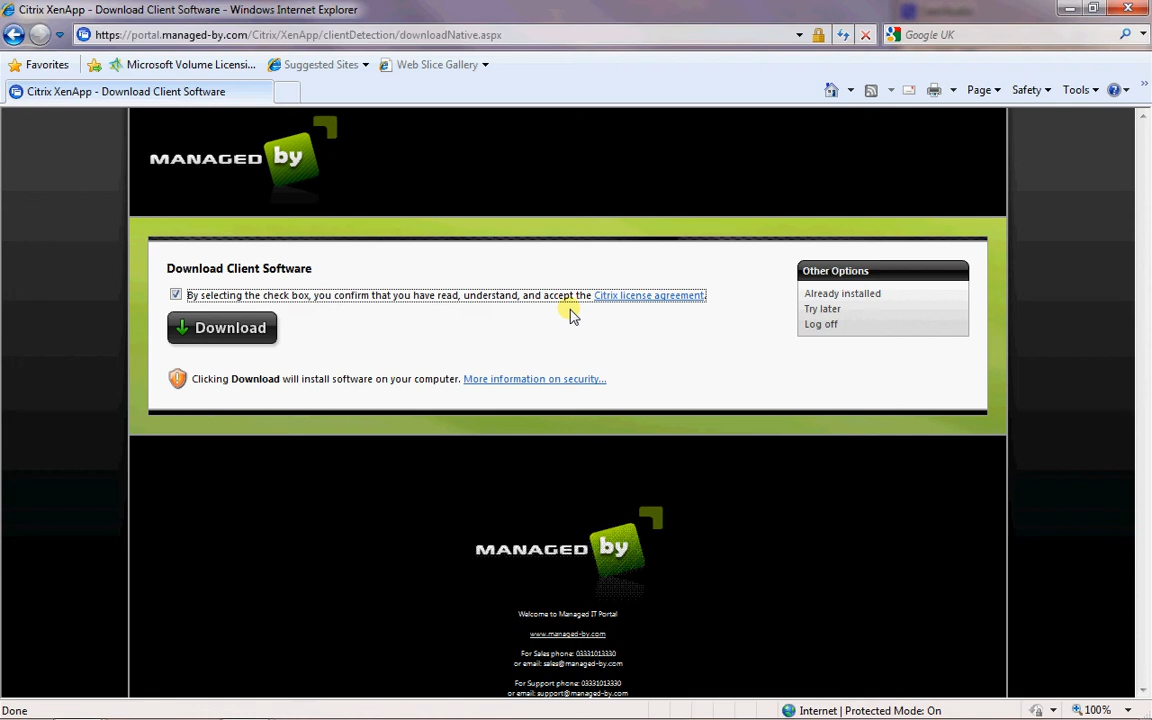 Citrix XenApp - Download Client Software - Windows Internet Explorer
https://portal.managed-by.com/Citrix/XenApp/clientDetection/downloadNative.aspx
Google UK
Favorites
Microsoft Volume Licensi...
Suggested Sites
Web Slice Gallery
Citrix XenApp - Download Client Software
Page
Safety
Tools
MANAGED by
Download Client Software
By selecting the check box, you confirm that you have read, understand, and accept the Citrix license agreement.
Download
Clicking Download will install software on your computer. More information on security...
Other Options
Already installed
Try later
Log off
MANAGED by
Welcome to Managed IT Portal
www.managed-by.com
For Sales phone: 03331013330
or email: sales@managed-by.com
For Support phone: 03331013330
or email: support@managed-by.com
Done
Internet | Protected Mode: On
100%